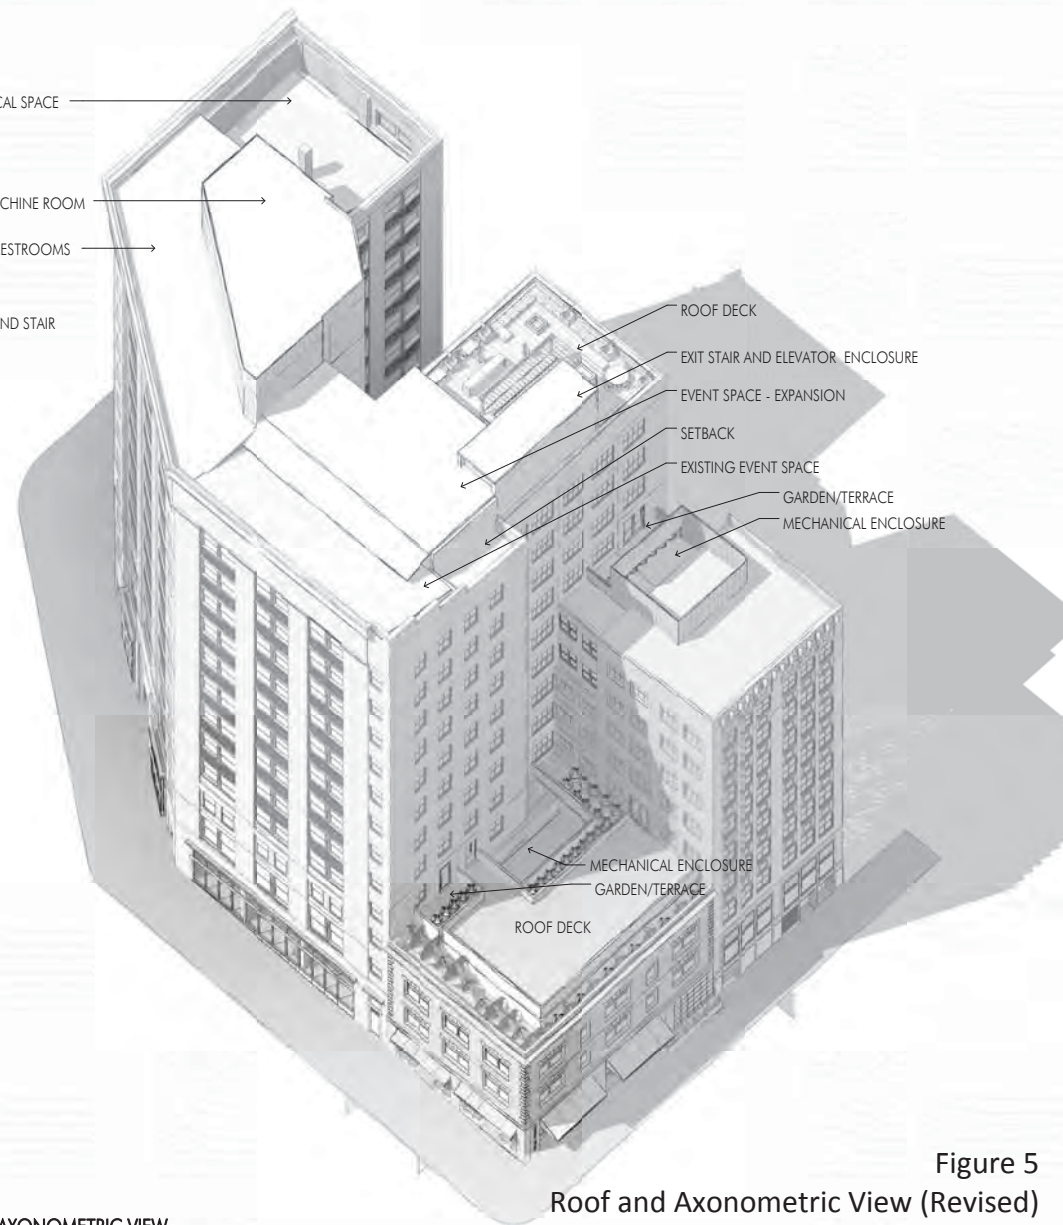 CAL SPACE
CHINE ROOM
ESTROOMS
ND STAIR
ROOF DECK
EXIT STAIR AND ELEVATOR ENCLOSURE
EVENT SPACE - EXPANSION
SETBACK
EXISTING EVENT SPACE
GARDEN/TERRACE
MECHANICAL ENCLOSURE
MECHANICAL ENCLOSURE
GARDEN/TERRACE
ROOF DECK
Figure 5
Roof and Axonometric View (Revised)
AXONOMETRIC VIEW